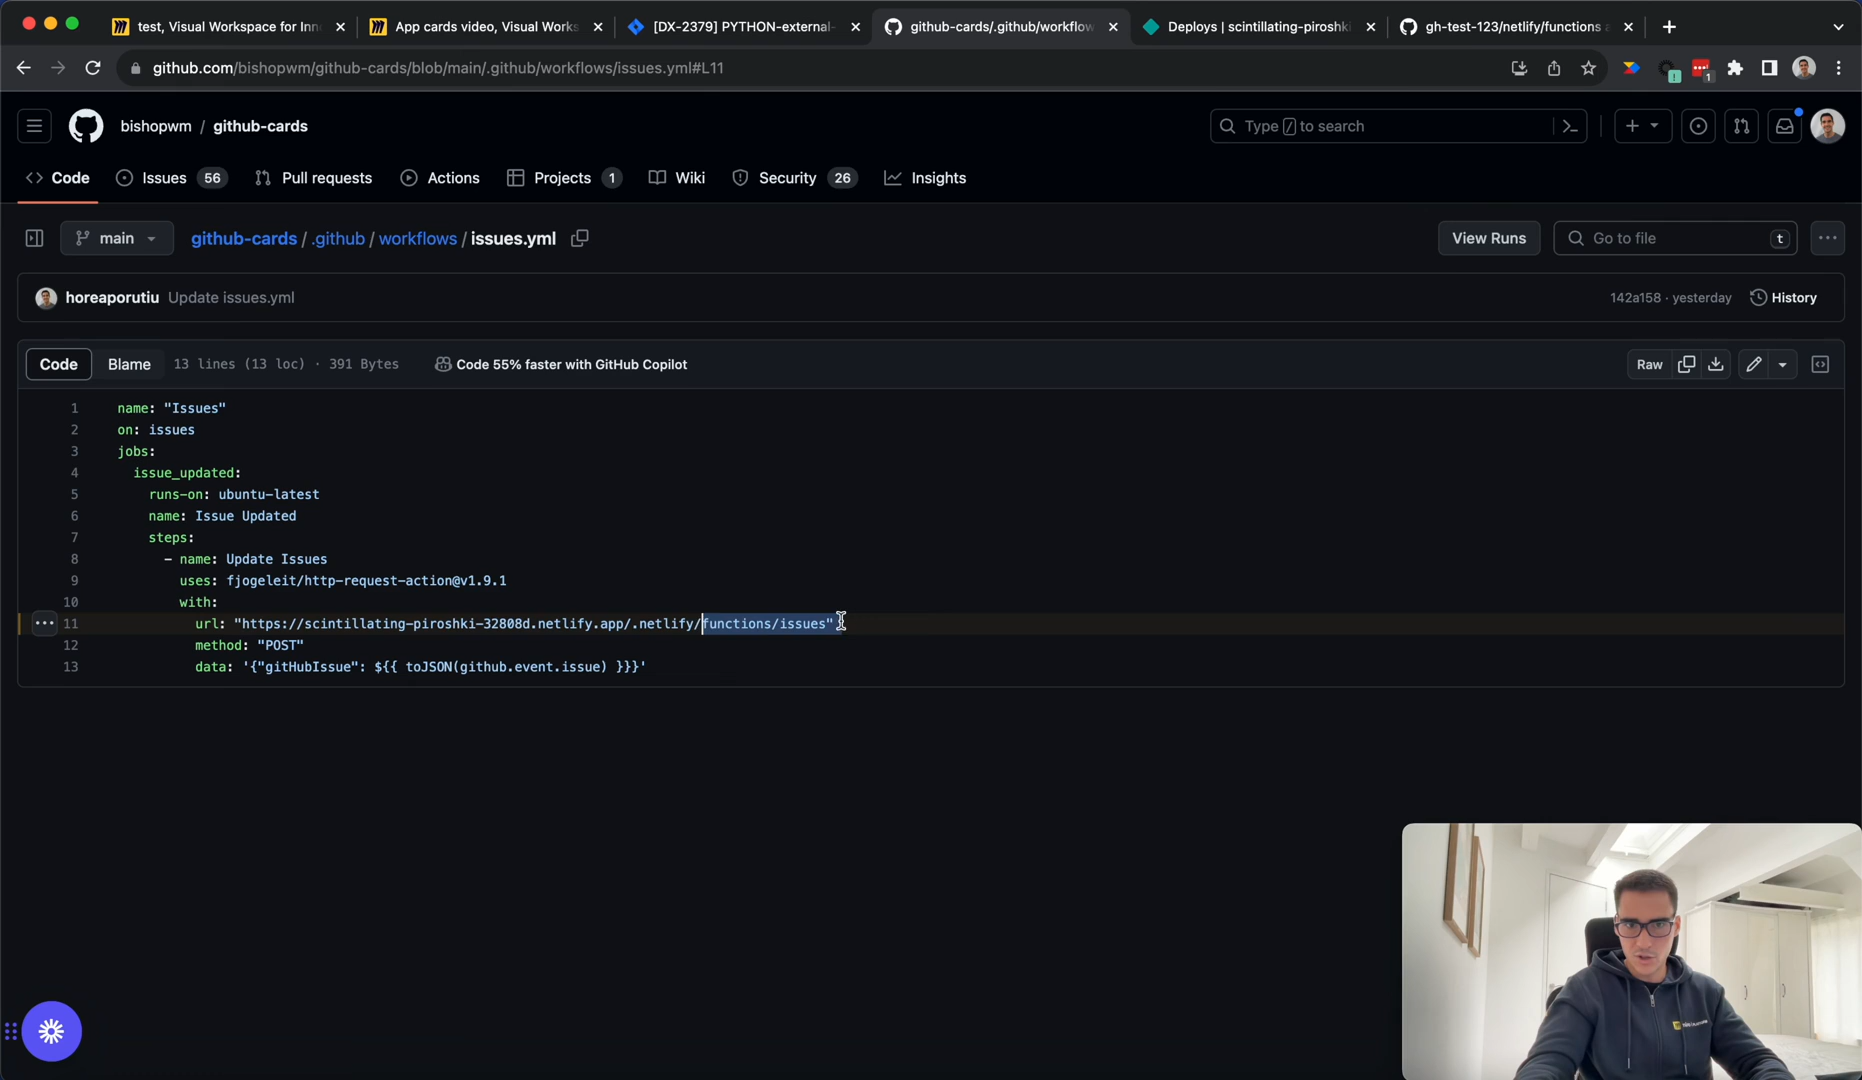 test, Visual Workspace for Inn
App cards video, Visual Works
[DX-2379] PYTHON-external-
github-cards/.github/workflow
Deploys | scintillating-piroshki
gh-test-123/netlify/functions a
github.com/bishopwm/github-cards/blob/main/.github/workflows/issues.yml#L11
bishopwm / github-cards
Type / to search
Code
Issues 56
Pull requests
Actions
Projects 1
Wiki
Security 26
Insights
main
github-cards / .github / workflows / issues.yml
View Runs
Go to file t
horeaporutiu Update issues.yml
142a158 · yesterday
History
Code
Blame
13 lines (13 loc) · 391 Bytes
Code 55% faster with GitHub Copilot
Raw
1 name: "Issues"
2 on: issues
3 jobs:
4 issue_updated:
5 runs-on: ubuntu-latest
6 name: Issue Updated
7 steps:
8 - name: Update Issues
9 uses: fjogeleit/http-request-action@v1.9.1
10 with:
11 url: "https://scintillating-piroshki-32808d.netlify.app/.netlify/functions/issues"
12 method: "POST"
13 data: '{"gitHubIssue": ${{ toJSON(github.event.issue) }}}'